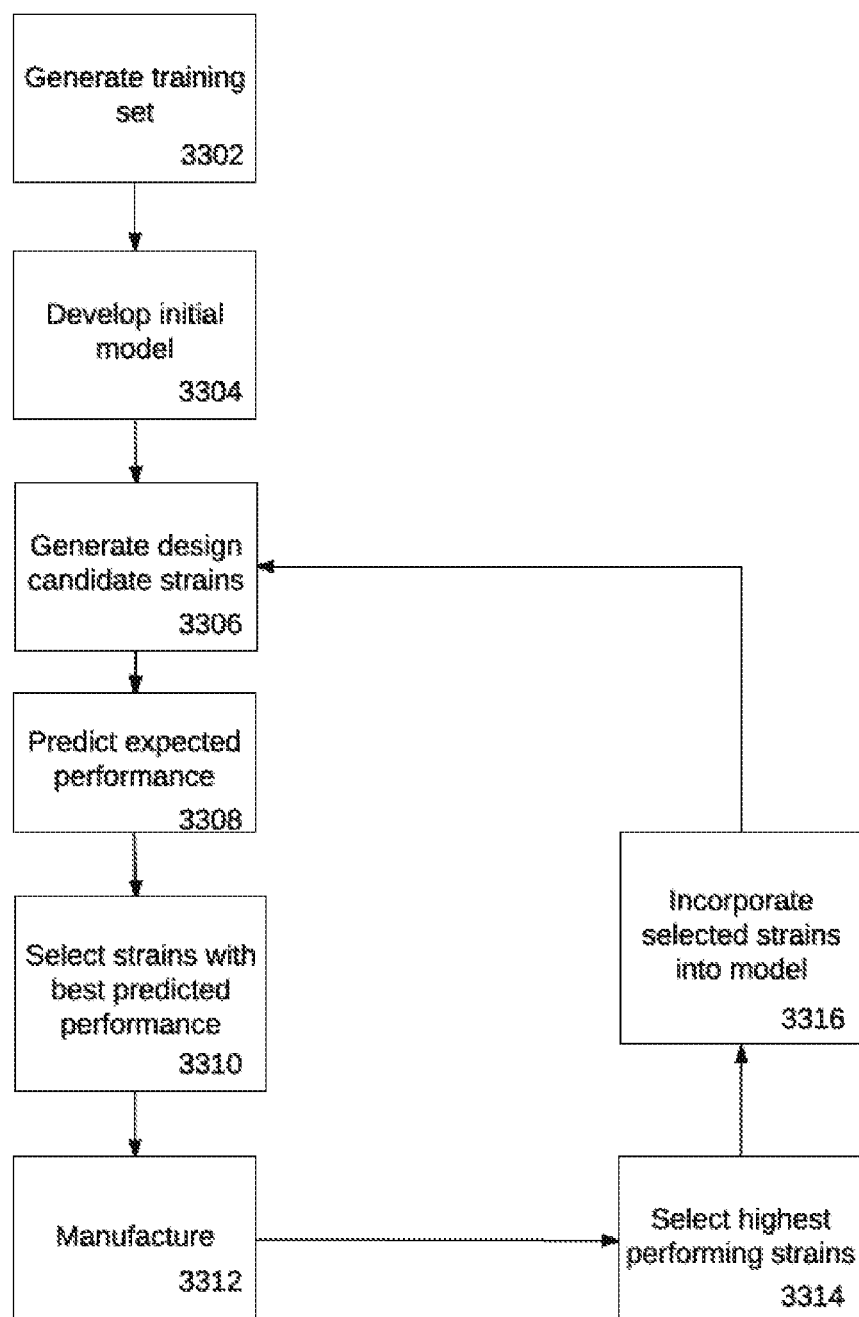 Generate training
set
3302
Develop initial
model
3304
Generate design
candidate strains
3306
Predict expected
performance
3308
Select strains with
best predicted
performance
3310
Manufacture
3312
Select highest
performing strains
3314
Incorporate
selected strains
into model
3316